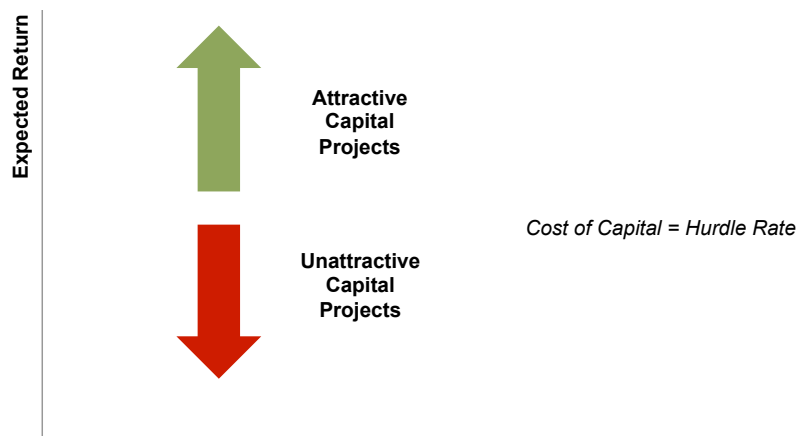 Expected Return
Attractive
Capital
Projects
Cost of Capital = Hurdle Rate
Unattractive
Capital
Projects